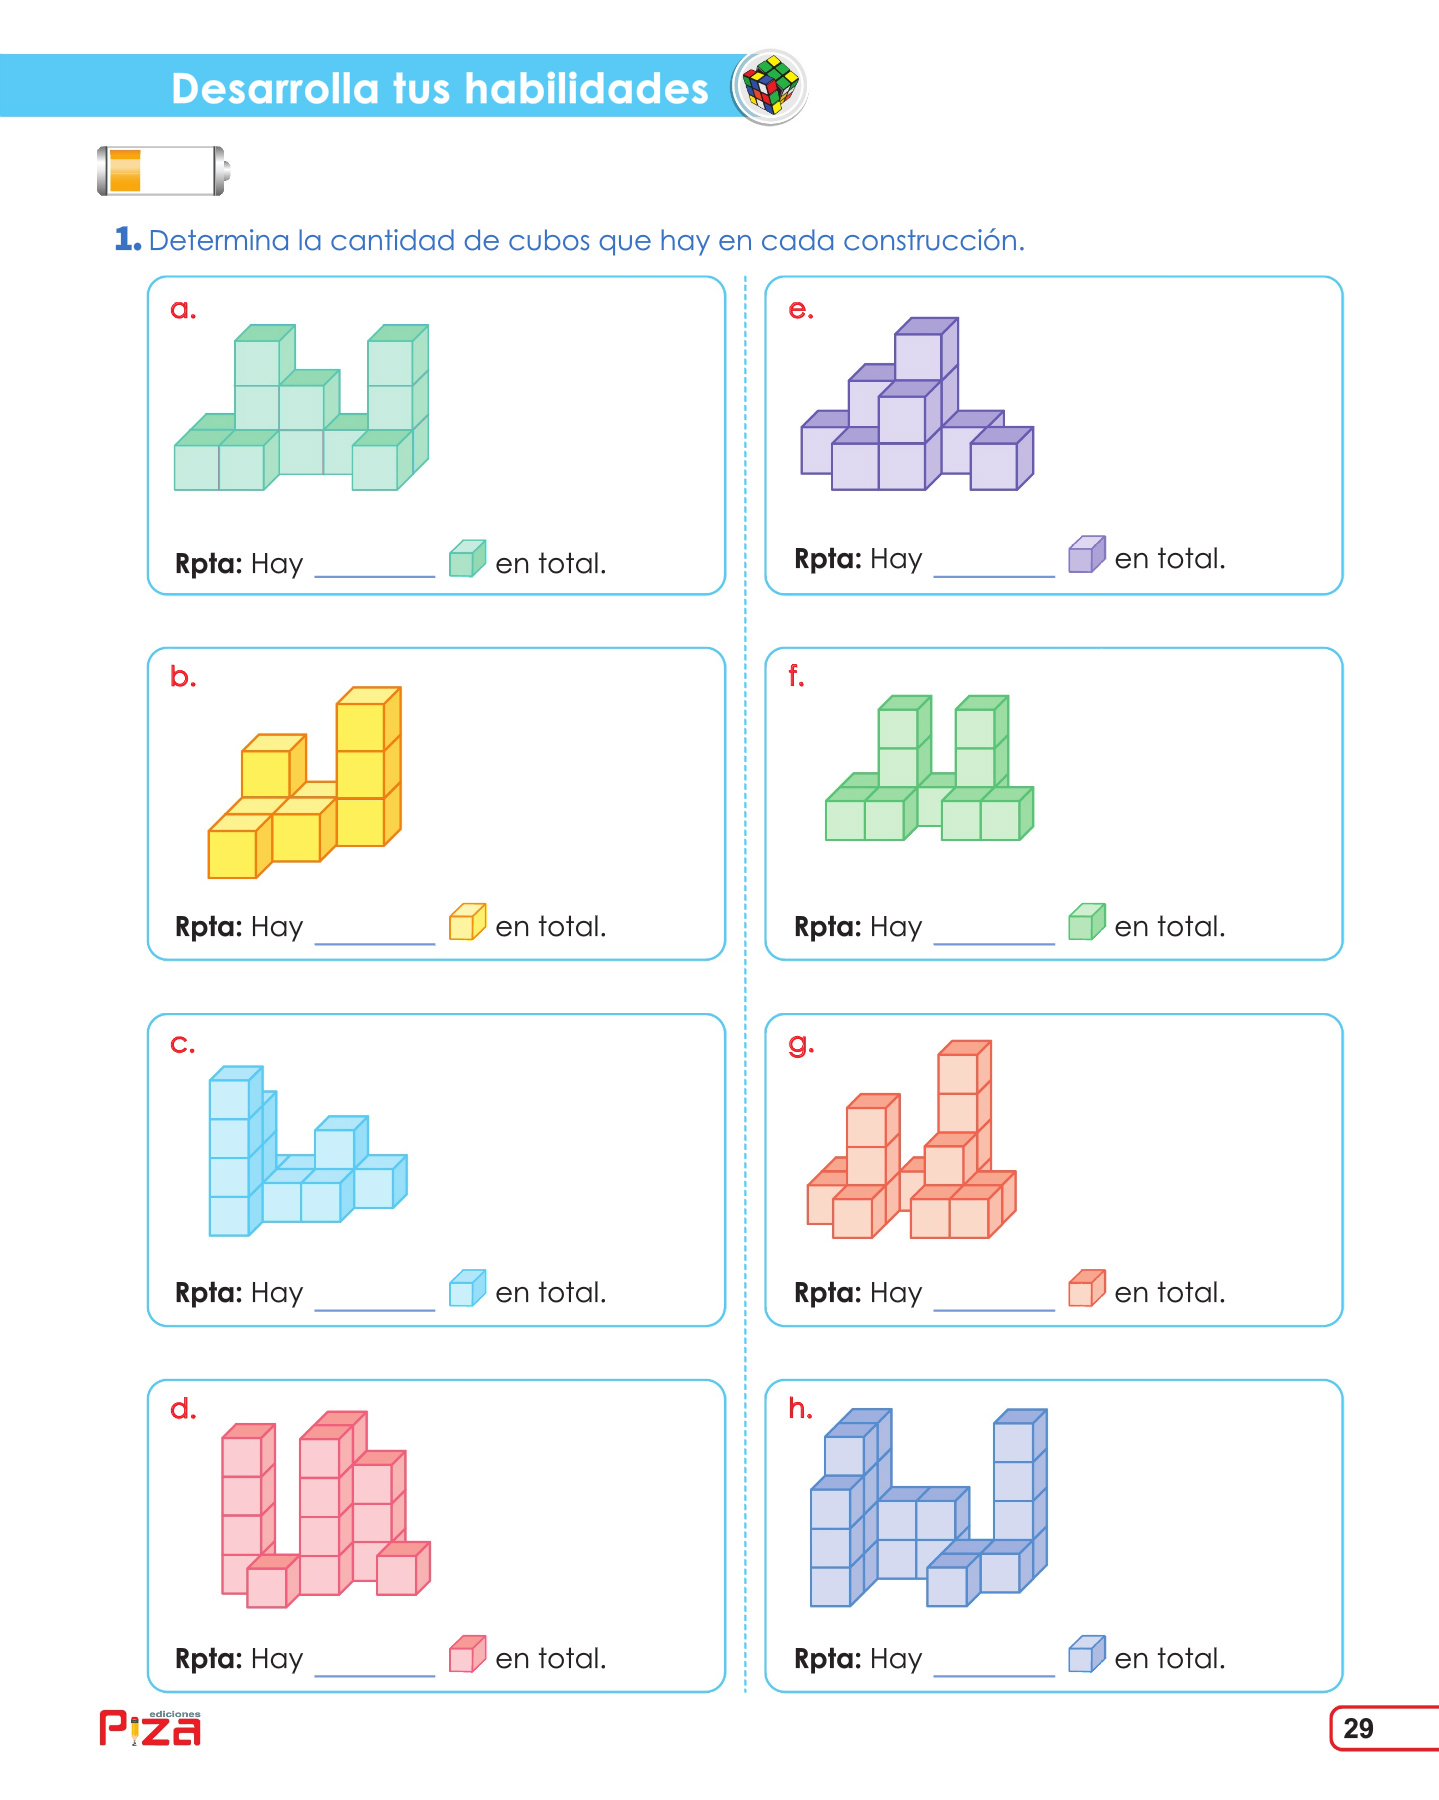 Desarrolla tus habilidades
1. Determina la cantidad de cubos que hay en cada construcción.
a.
Rpta: Hay ________ en total.
b.
Rpta: Hay ________ en total.
c.
Rpta: Hay ________ en total.
d.
Rpta: Hay ________ en total.
e.
Rpta: Hay ________ en total.
f.
Rpta: Hay ________ en total.
g.
Rpta: Hay ________ en total.
h.
Rpta: Hay ________ en total.
ediciones
Piza
29